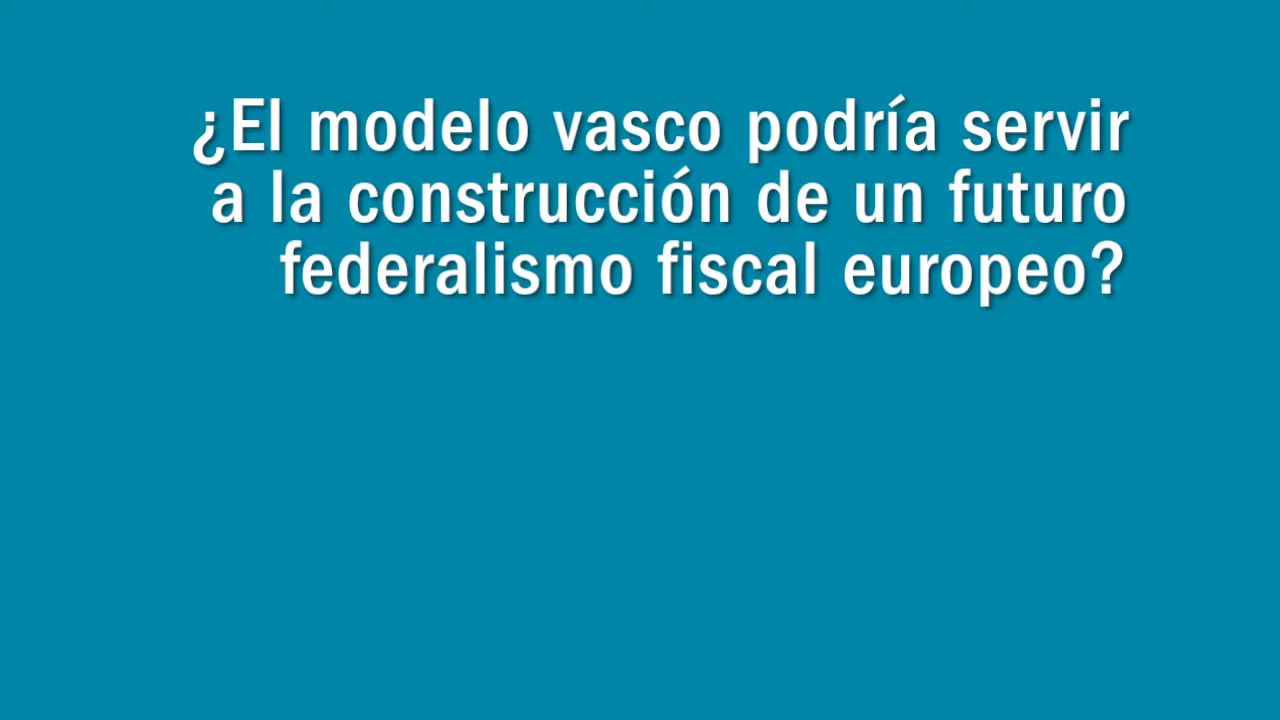 ¿El modelo vasco podría servir
a la construcción de un futuro
federalismo fiscal europeo?